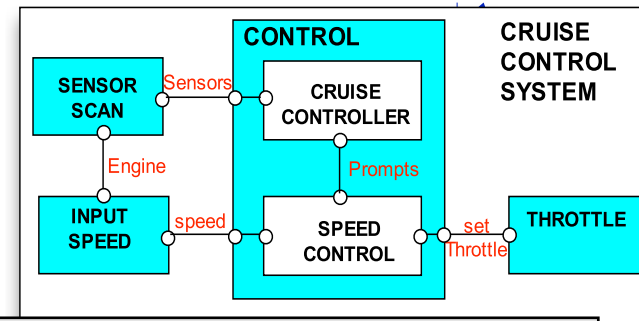 CONTROL
CRUISE
CONTROL
SYSTEM
SENSOR
SCAN
Sensors
CRUISE
CONTROLLER
Engine
Prompts
INPUT
SPEED
speed
SPEED
CONTROL
set
Throttle
THROTTLE